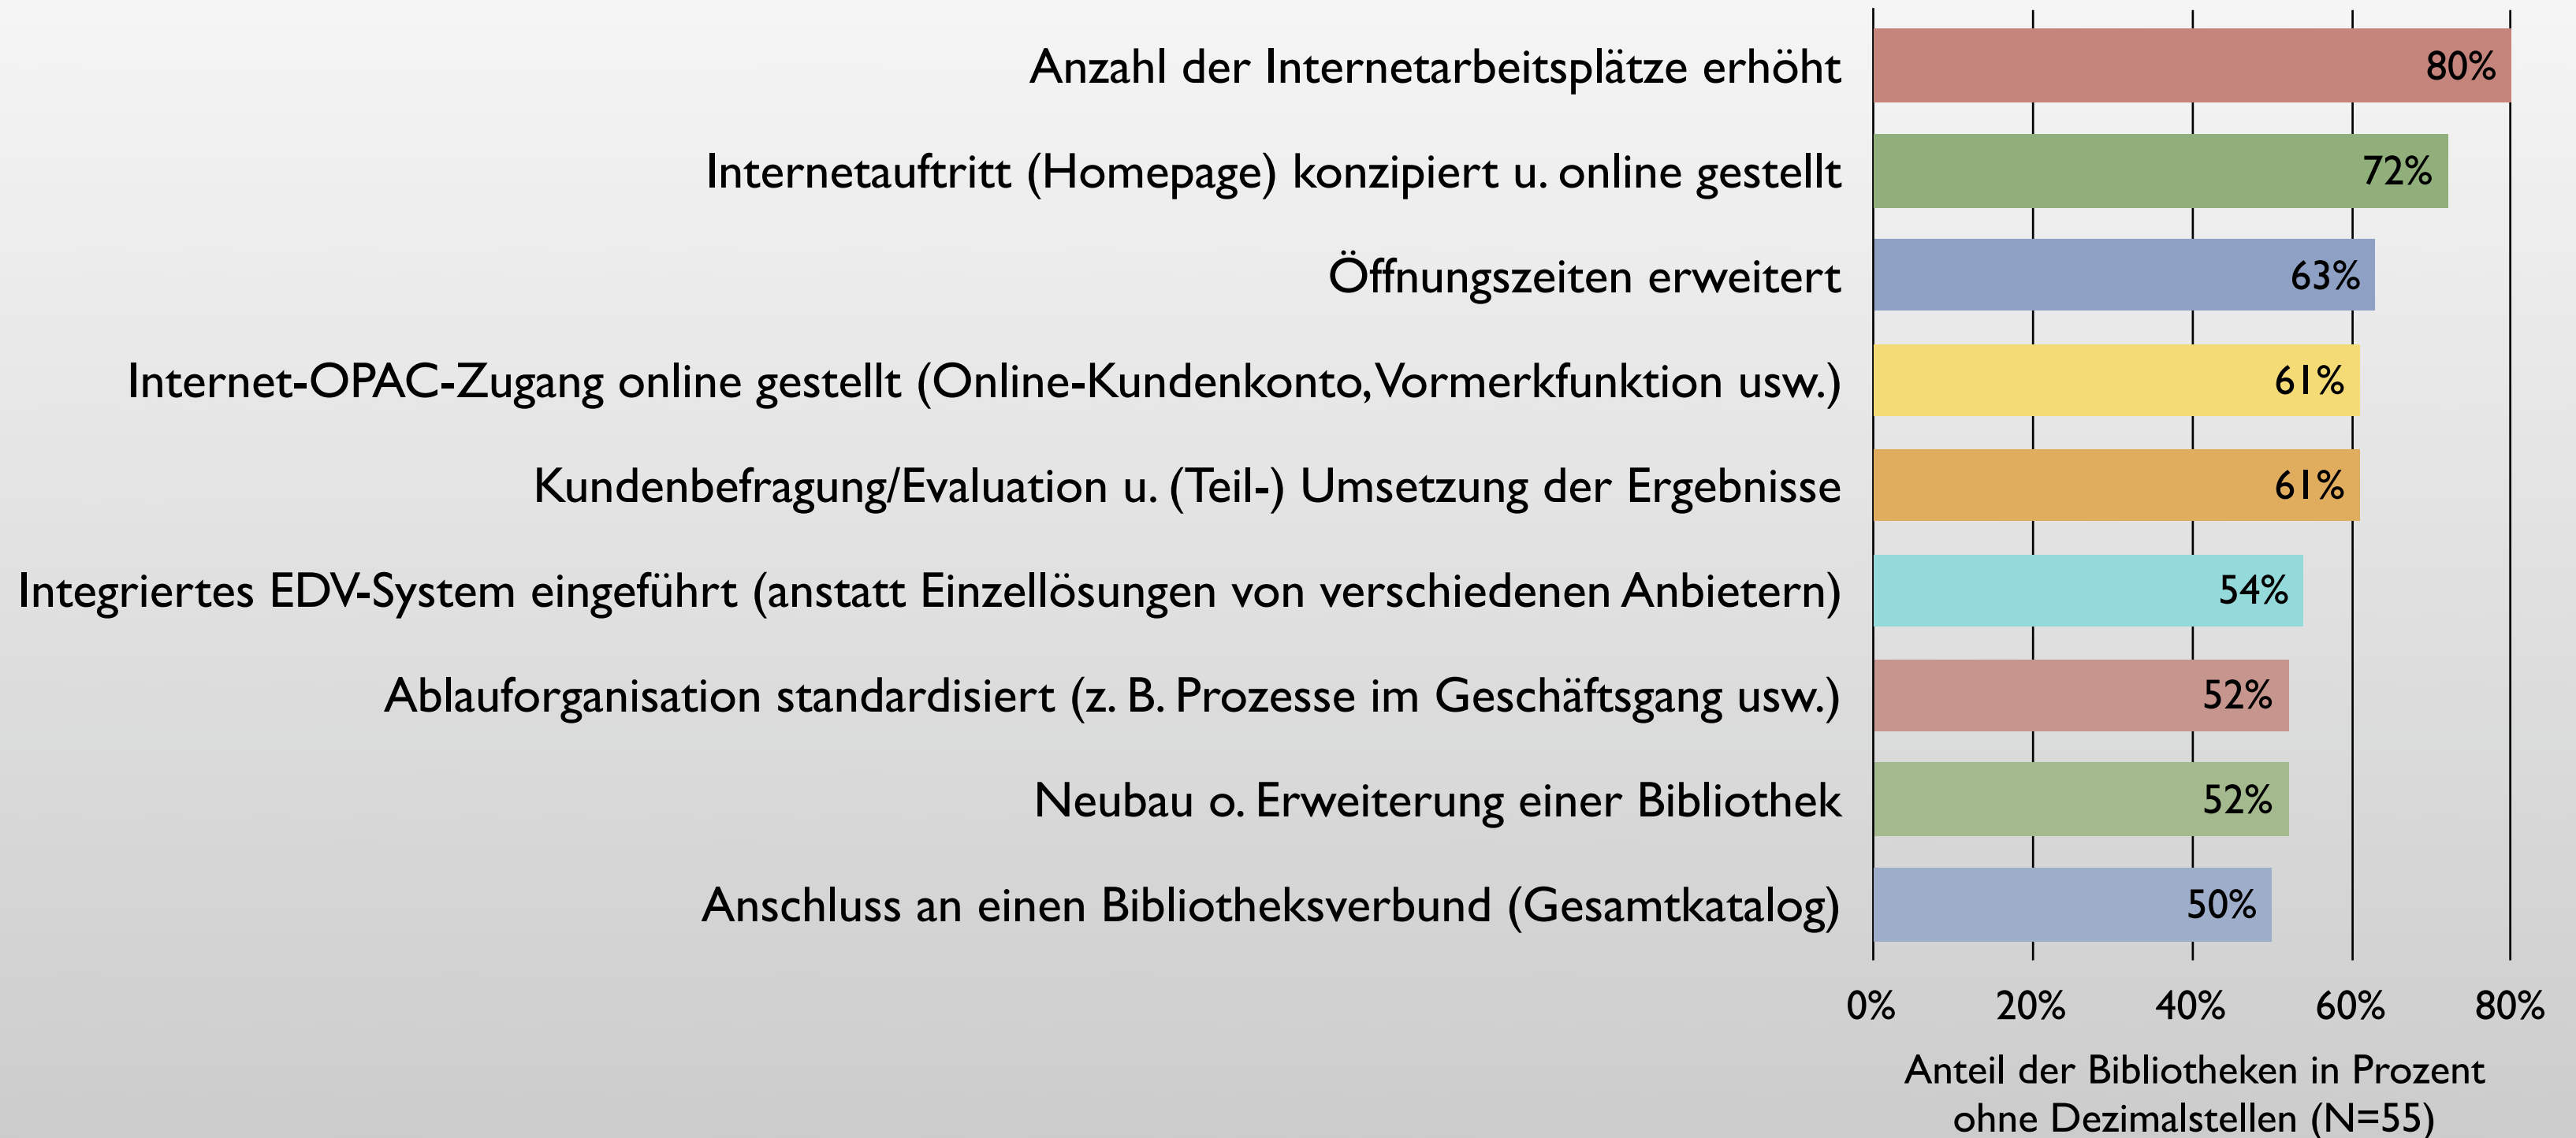 Anzahl der Internetarbeitsplätze erhöht 80%
Internetauftritt (Homepage) konzipiert u. online gestellt 72%
Öffnungszeiten erweitert 63%
Internet-OPAC-Zugang online gestellt (Online-Kundenkonto, Vormerkfunktion usw.) 61%
Kundenbefragung/Evaluation u. (Teil-) Umsetzung der Ergebnisse 61%
Integriertes EDV-System eingeführt (anstatt Einzellösungen von verschiedenen Anbietern) 54%
Ablauforganisation standardisiert (z. B. Prozesse im Geschäftsgang usw.) 52%
Neubau o. Erweiterung einer Bibliothek 52%
Anschluss an einen Bibliotheksverbund (Gesamtkatalog) 50%
0% 20% 40% 60% 80%
Anteil der Bibliotheken in Prozent
ohne Dezimalstellen (N=55)